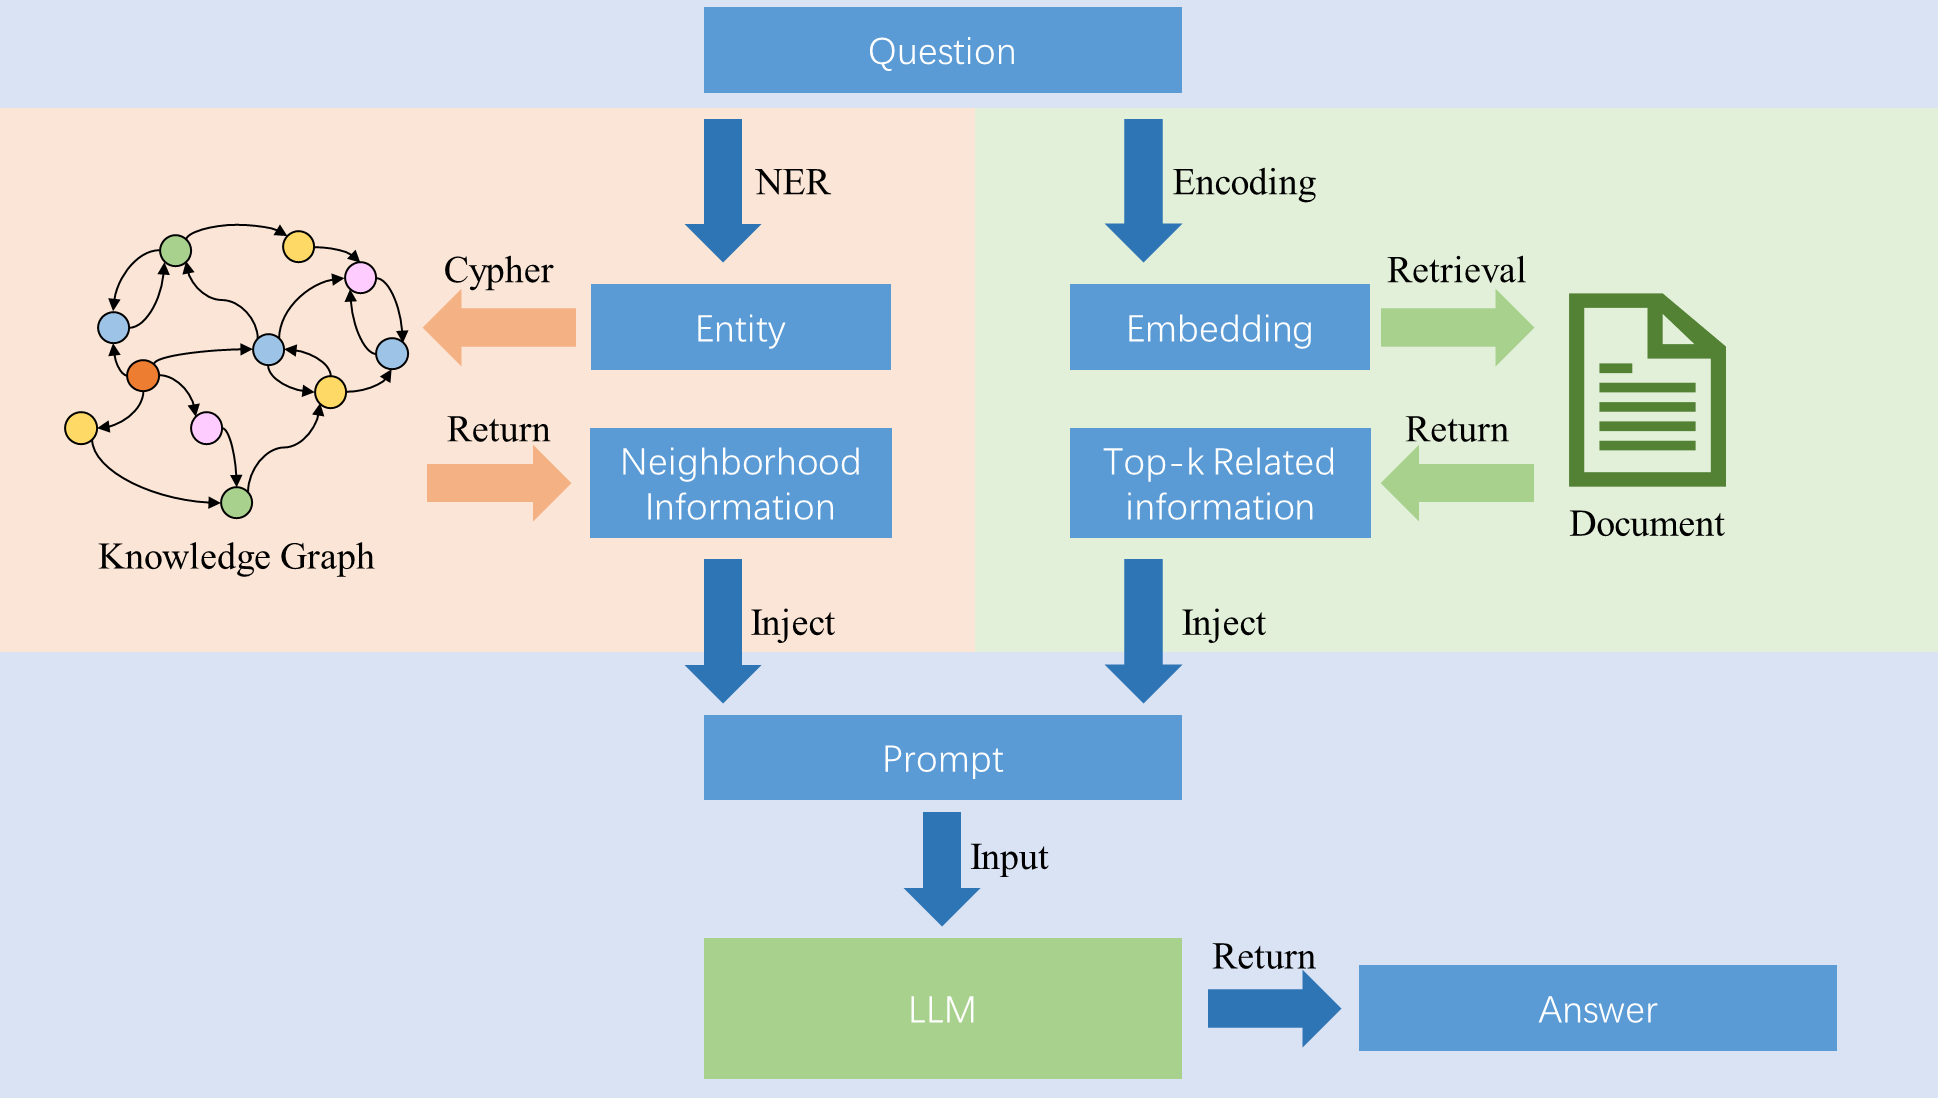 Question
NER
Encoding
Cypher
Entity
Embedding
Retrieval
Return
Neighborhood
Information
Top-k Related
information
Return
Knowledge Graph
Document
Inject
Inject
Prompt
Input
LLM
Return
Answer